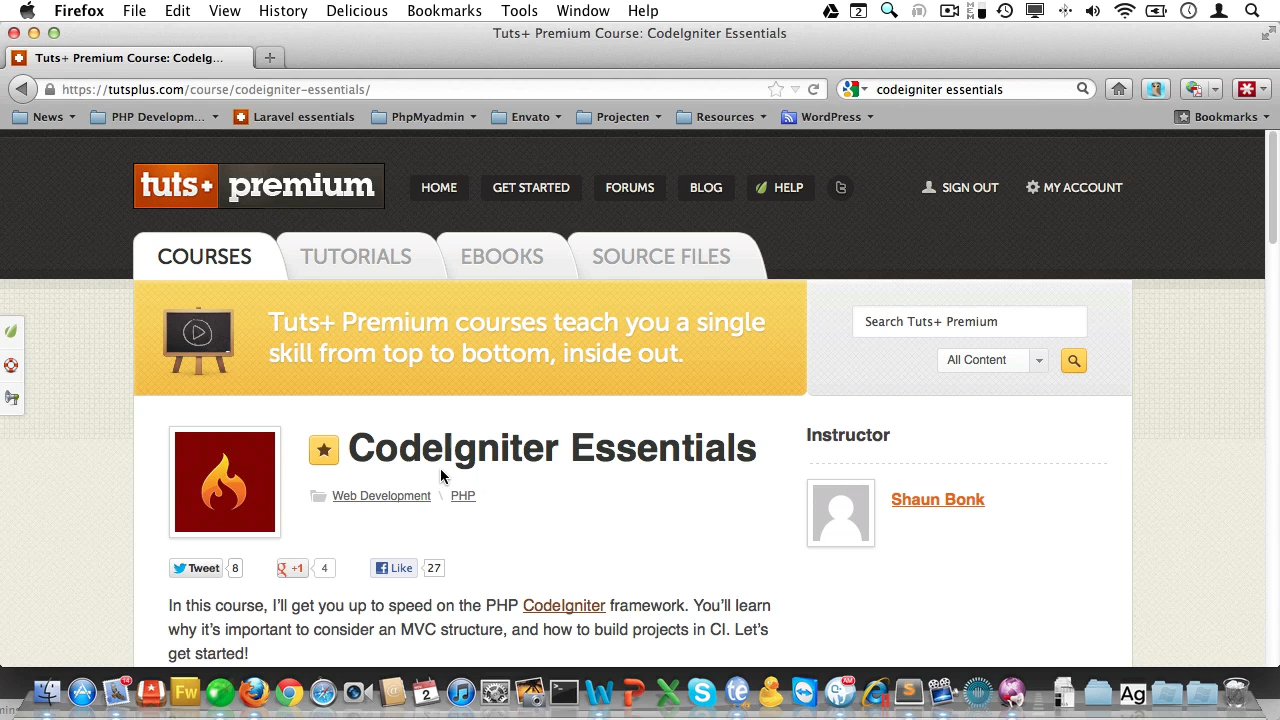 Firefox File Edit View History Delicious Bookmarks Tools Window Help
Tuts+ Premium Course: CodeIgniter Essentials
Tuts+ Premium Course: CodeIg...
https://tutsplus.com/course/codeigniter-essentials/
codeigniter essentials
News PHP Developm... Laravel essentials PhpMyadmin Envato Projecten Resources WordPress Bookmarks
tuts+ premium
HOME GET STARTED FORUMS BLOG HELP SIGN OUT MY ACCOUNT
COURSES TUTORIALS EBOOKS SOURCE FILES
Tuts+ Premium courses teach you a single
skill from top to bottom, inside out.
Search Tuts+ Premium
All Content
CodeIgniter Essentials
Web Development \ PHP
Instructor
Shaun Bonk
Tweet 8 +1 4 Like 27
In this course, I'll get you up to speed on the PHP CodeIgniter framework. You'll learn
why it's important to consider an MVC structure, and how to build projects in CI. Let's
get started!